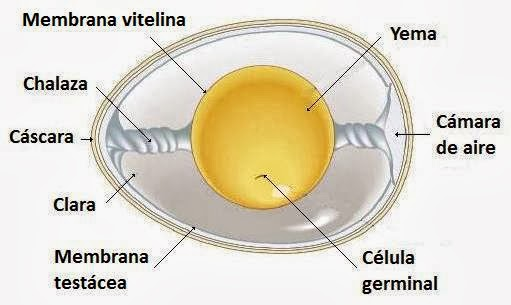 Membrana vitelina
Yema
Chalaza
Cáscara
Cámara
de aire
Clara
Membrana
testácea
Célula
germinal